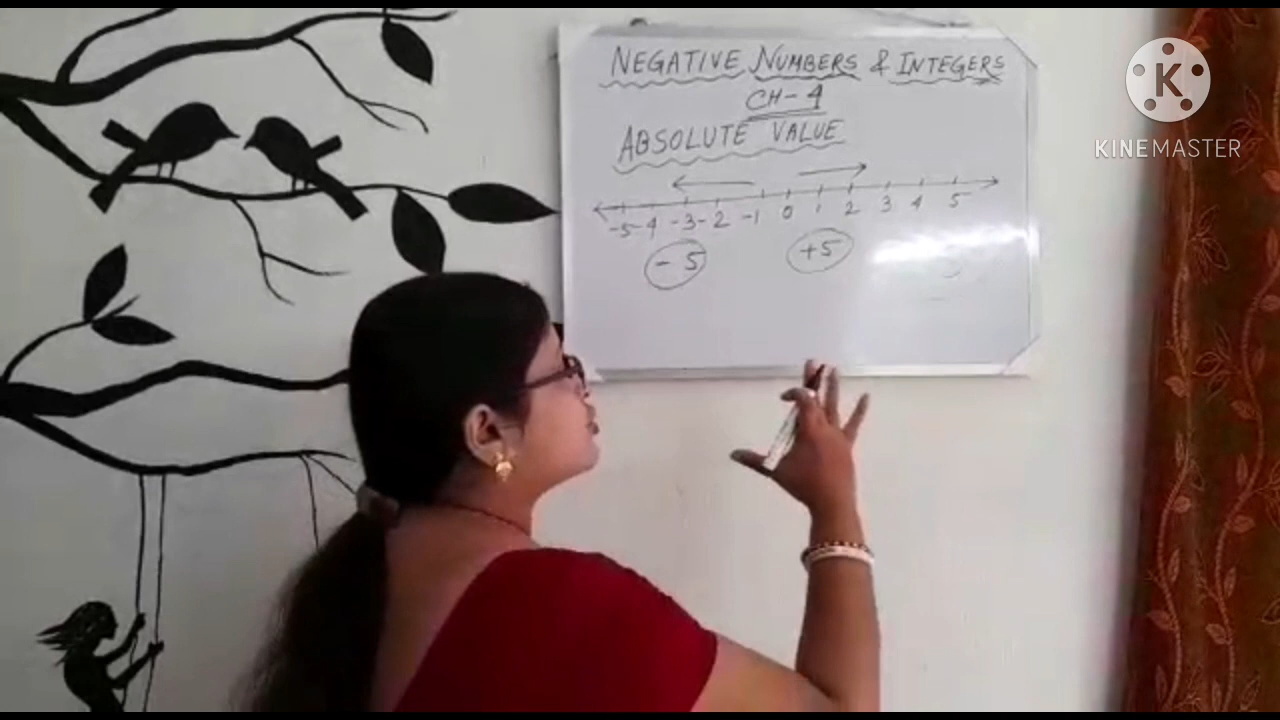 NEGATIVE NUMBERS & INTEGERS
CH-4
ABSOLUTE VALUE
-5 -4 -3 -2 -1 0 1 2 3 4 5
-5 +5
K
KINEMASTER